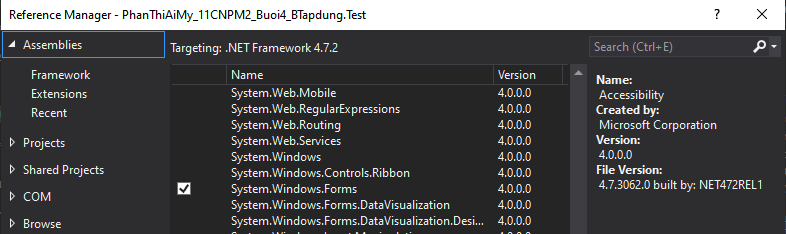 Reference Manager - PhanThiAiMy_11CNPM2_Buoi4_BTapdung.Test
Assemblies
Framework
Extensions
Recent
Projects
Shared Projects
COM
Browse
Targeting: .NET Framework 4.7.2
Name Version
System.Web.Mobile 4.0.0.0
System.Web.RegularExpressions 4.0.0.0
System.Web.Routing 4.0.0.0
System.Web.Services 4.0.0.0
System.Windows 4.0.0.0
System.Windows.Controls.Ribbon 4.0.0.0
System.Windows.Forms 4.0.0.0
System.Windows.Forms.DataVisualization 4.0.0.0
System.Windows.Forms.DataVisualization.Desi... 4.0.0.0
Search (Ctrl+E)
Name:
Accessibility
Created by:
Microsoft Corporation
Version:
4.0.0.0
File Version:
4.7.3062.0 built by: NET472REL1